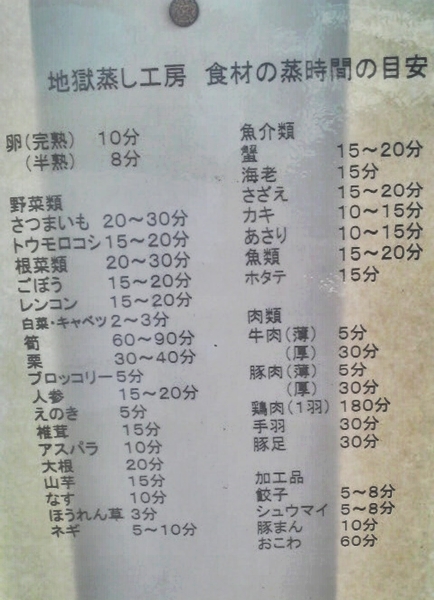 地獄蒸し工房 食材の蒸時間の目安
卵(完熟) 10分
(半熟) 8分
野菜類
さつまいも 20〜30分
トウモロコシ 15〜20分
根菜類 20〜30分
ごぼう 15〜20分
レンコン 15〜20分
白菜・キャベツ 2〜3分
筍 60〜90分
栗 30〜40分
ブロッコリー 5分
人参 15〜20分
えのき 5分
椎茸 15分
アスパラ 10分
大根 20分
山芋 15分
なす 10分
ほうれん草 3分
ネギ 5〜10分
魚介類
蟹 15〜20分
海老 15分
さざえ 15〜20分
カキ 10〜15分
あさり 10〜15分
魚類 15〜20分
ホタテ 15分
肉類
牛肉(薄) 5分
(厚) 30分
豚肉(薄) 5分
(厚) 30分
鶏肉(1羽) 180分
手羽 30分
豚足 30分
加工品
餃子 5〜8分
シュウマイ 5〜8分
豚まん 10分
おこわ 60分